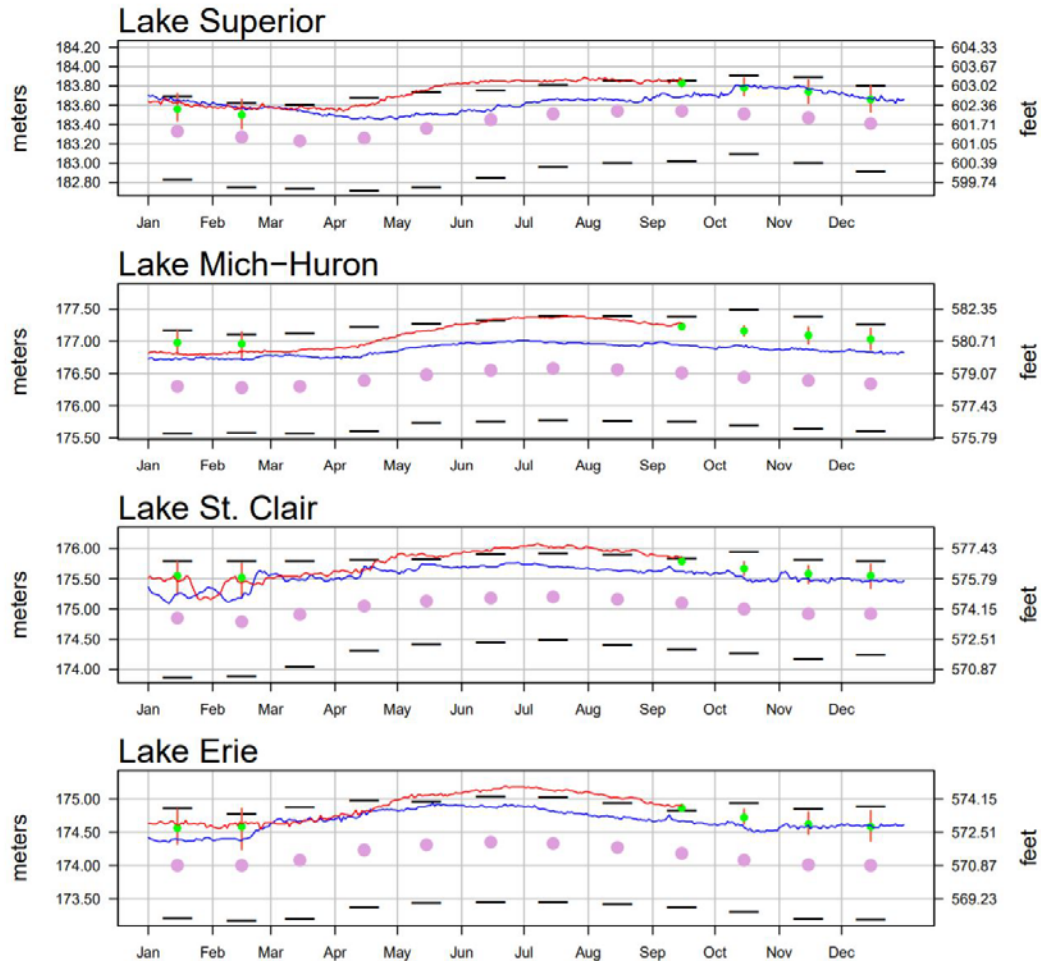 Lake Superior
meters
184.20
184.00
183.80
183.60
183.40
183.20
183.00
182.80
604.33
603.67
603.02
602.36
601.71
601.05
600.39
599.74
feet
Jan Feb Mar Apr May Jun Jul Aug Sep Oct Nov Dec
Lake Mich-Huron
meters
177.50
177.00
176.50
176.00
175.50
582.35
580.71
579.07
577.43
575.79
feet
Jan Feb Mar Apr May Jun Jul Aug Sep Oct Nov Dec
Lake St. Clair
meters
176.00
175.50
175.00
174.50
174.00
577.43
575.79
574.15
572.51
570.87
feet
Jan Feb Mar Apr May Jun Jul Aug Sep Oct Nov Dec
Lake Erie
meters
175.00
174.50
174.00
173.50
574.15
572.51
570.87
569.23
feet
Jan Feb Mar Apr May Jun Jul Aug Sep Oct Nov Dec